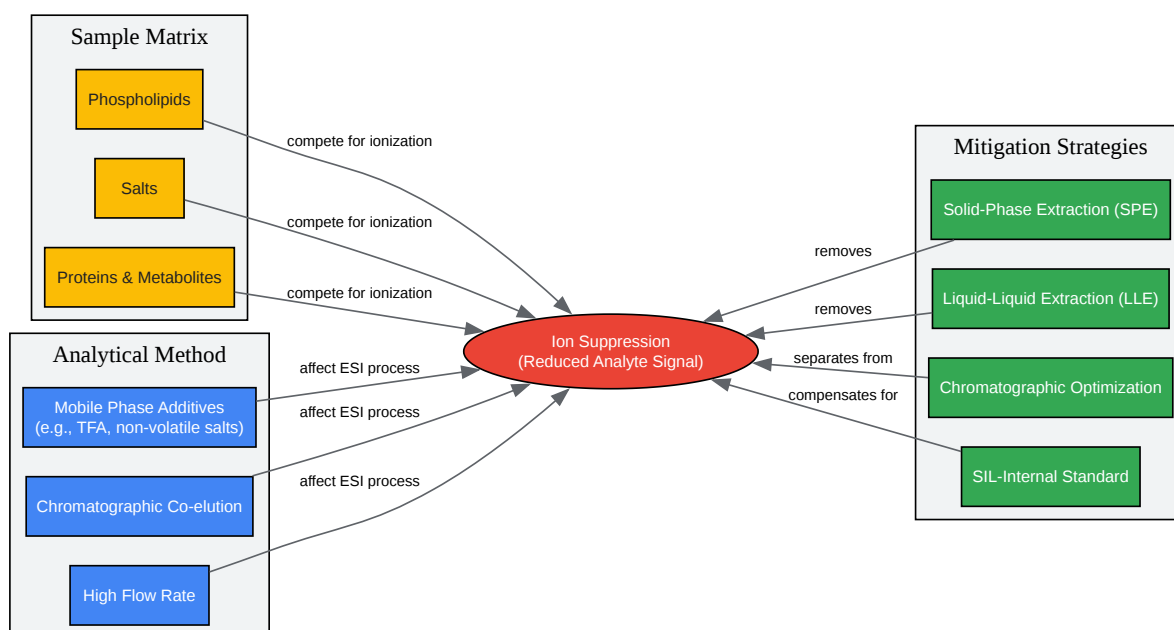 Sample Matrix
Phospholipids
Salts
Proteins & Metabolites
Analytical Method
Mobile Phase Additives
(e.g., TFA, non-volatile salts)
Chromatographic Co-elution
High Flow Rate
compete for ionization
compete for ionization
compete for ionization
affect ESI process
affect ESI process
affect ESI process
Ion Suppression
(Reduced Analyte Signal)
removes
removes
separates from
compensates for
Mitigation Strategies
Solid-Phase Extraction (SPE)
Liquid-Liquid Extraction (LLE)
Chromatographic Optimization
SIL-Internal Standard